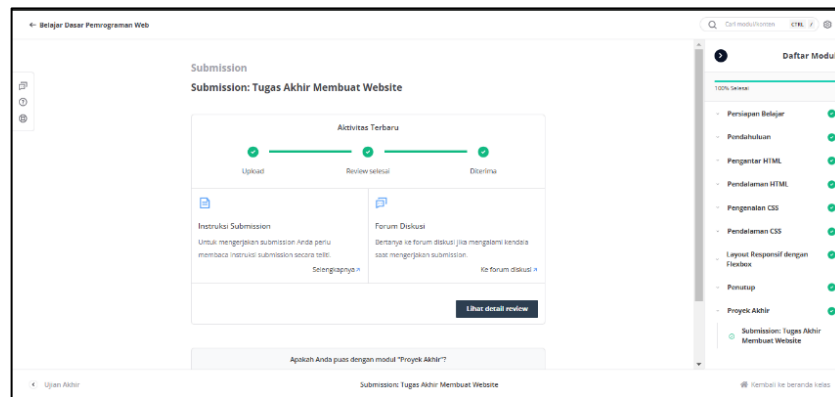 ← Belajar Dasar Pemrograman Web
Cari modul/konten CTRL /
Submission
Submission: Tugas Akhir Membuat Website
Aktivitas Terbaru
Upload
Review selesai
Diterima
Instruksi Submission
Untuk mengerjakan submission Anda perlu
membaca instruksi submission secara teliti.
Selengkapnya
Forum Diskusi
Bertanya ke forum diskusi jika mengalami kendala
saat mengerjakan submission.
Ke forum diskusi
Lihat detail review
Apakah Anda puas dengan modul "Proyek Akhir"?
Daftar Modul
100% Selesai
Persiapan Belajar
Pendahuluan
Pengantar HTML
Pendalaman HTML
Pengenalan CSS
Pendalaman CSS
Layout Responsif dengan
Flexbox
Penutup
Proyek Akhir
Submission: Tugas Akhir
Membuat Website
Ujian Akhir
Submission: Tugas Akhir Membuat Website
Kembali ke beranda kelas